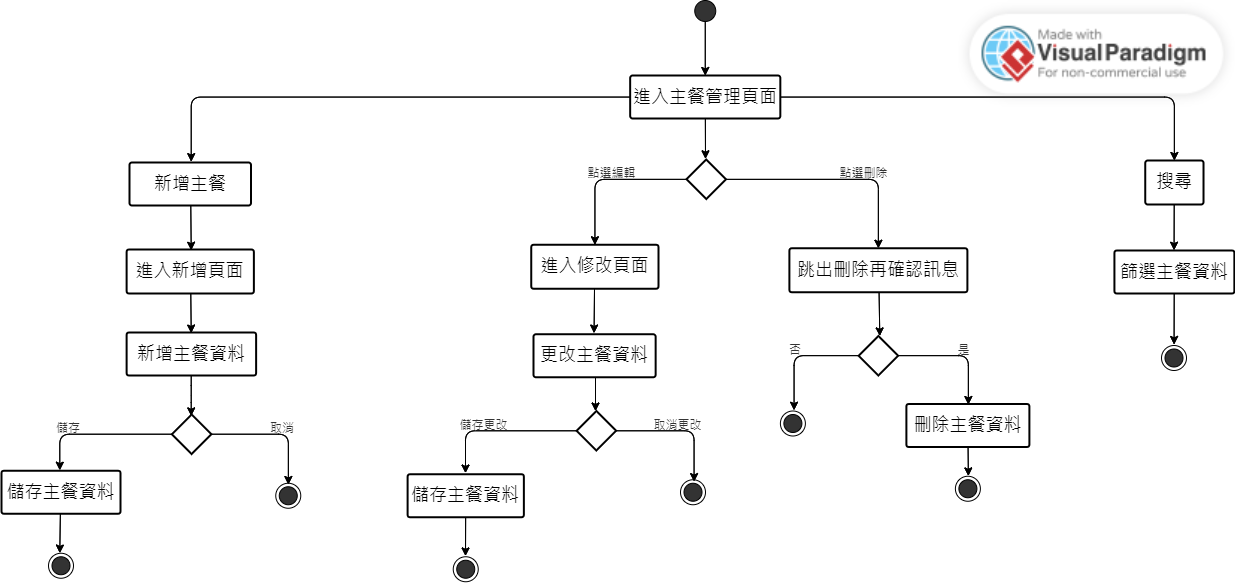 Made with
Visual Paradigm
For non-commercial use
進入主餐管理頁面
新增主餐
點選編輯
點選刪除
搜尋
進入新增頁面
進入修改頁面
跳出刪除再確認訊息
篩選主餐資料
新增主餐資料
更改主餐資料
否
是
儲存
取消
儲存更改
取消更改
刪除主餐資料
儲存主餐資料
儲存主餐資料